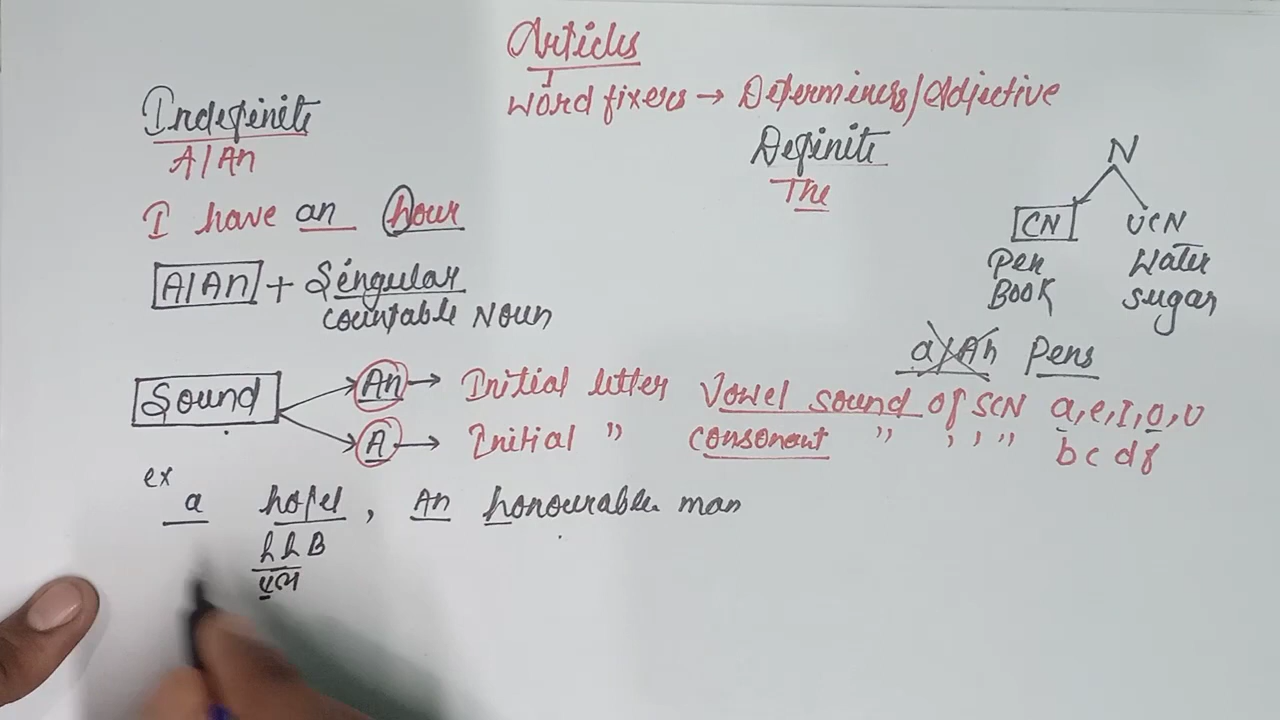 Articles
word fixers → Determiners/Adjective
Indefinite
A/An
Definite
The
I have an hour
A/An + Singular
countable Noun
N
CN UCN
Pen Water
Book Sugar
a/An Pens
Sound
An → Initial letter Vowel sound of SCN a, e, I, o, U
A → Initial " consonant " " " b c d f
ex
a hotel, An honourable man